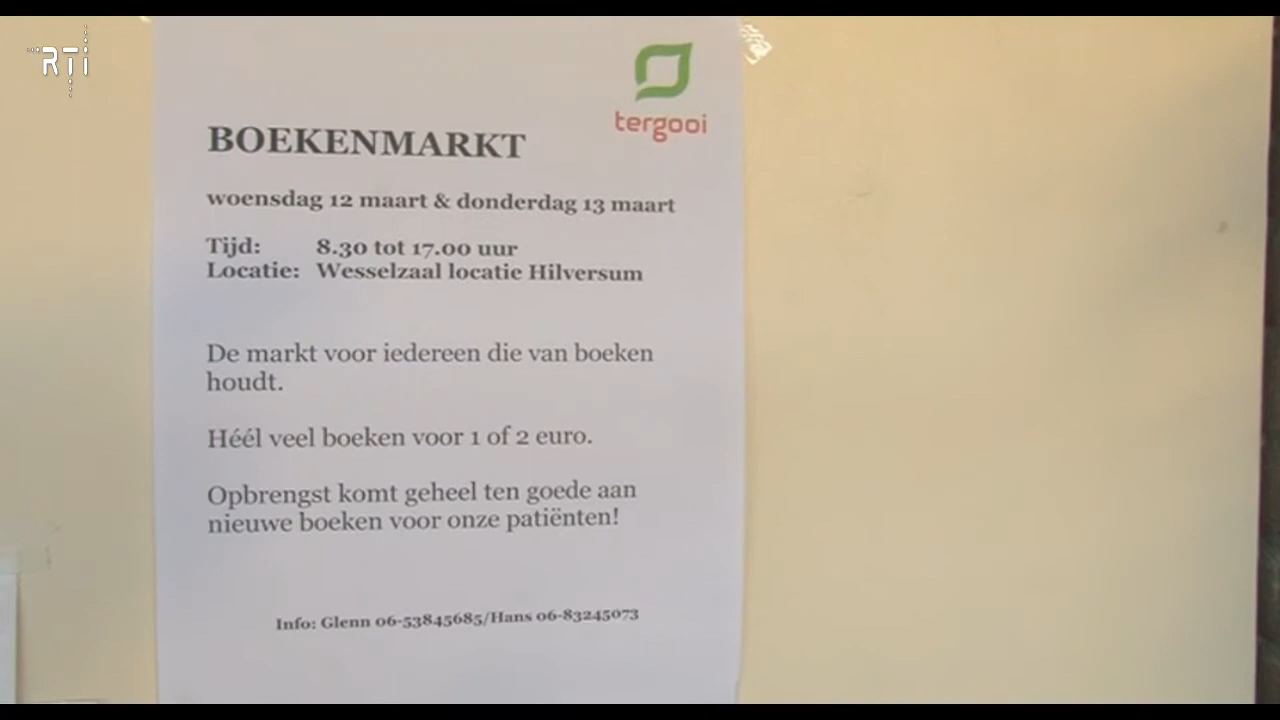 RTi
tergooi
BOEKENMARKT
woensdag 12 maart & donderdag 13 maart
Tijd: 8.30 tot 17.00 uur
Locatie: Wesselzaal locatie Hilversum
De markt voor iedereen die van boeken
houdt.
Héél veel boeken voor 1 of 2 euro.
Opbrengst komt geheel ten goede aan
nieuwe boeken voor onze patiënten!
Info: Glenn 06-53845685/Hans 06-83245073